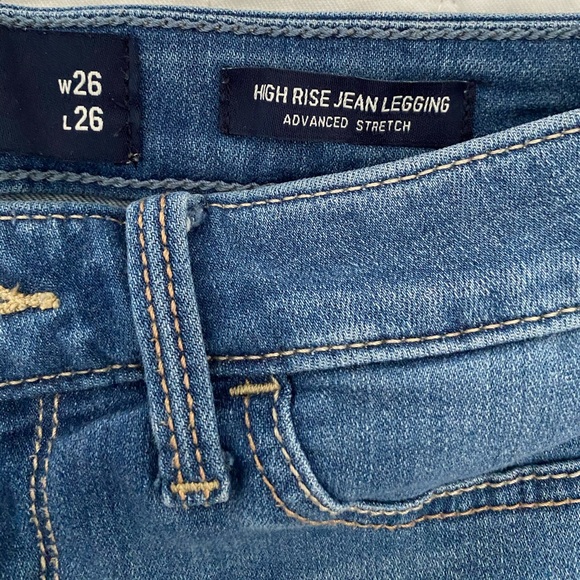 W26
L26
HIGH RISE JEAN LEGGING
ADVANCED STRETCH